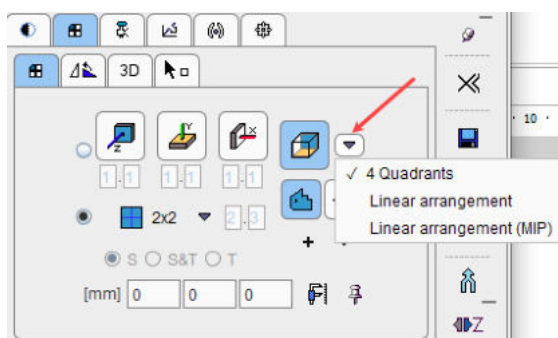 3D
· 10 ·
Z
Y
X
1.1 1.1 1.1
✓ 4 Quadrants
Linear arrangement
2x2 2.3
Linear arrangement (MIP)
S S&T T
[mm] 0 0 0
Z